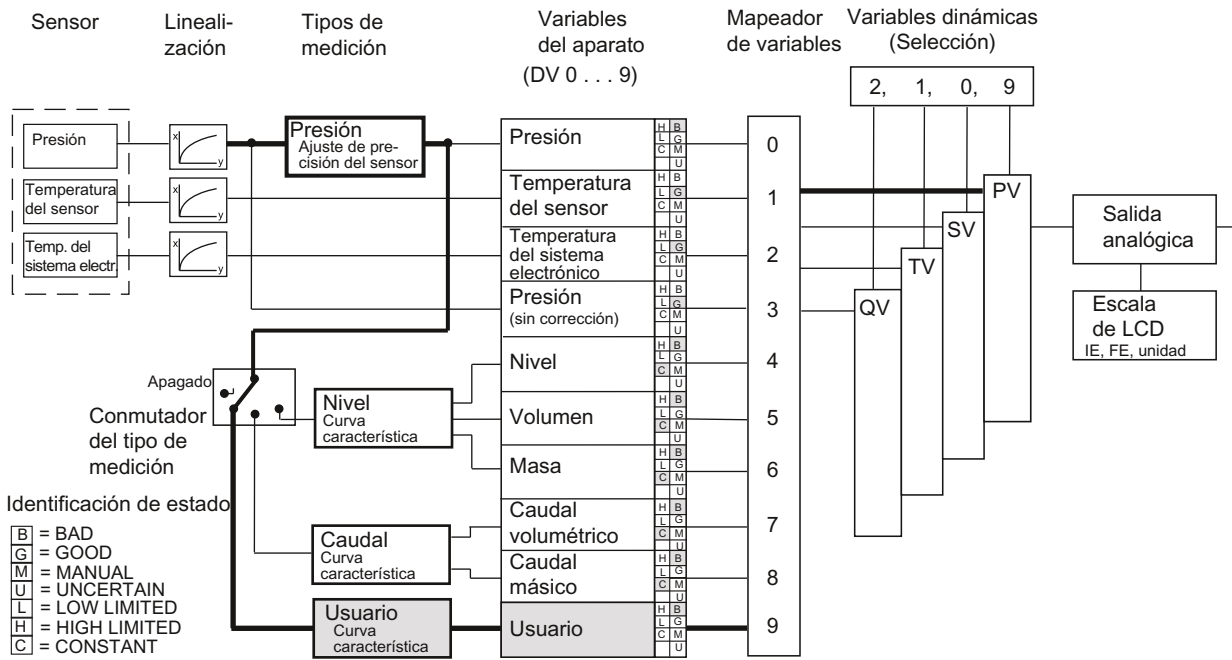 Sensor
Lineali-
zación
Tipos de
medición
Variables
del aparato
(DV 0 . . . 9)
Mapeador
de variables
Variables dinámicas
(Selección)
2, 1, 0, 9
Presión
Temperatura
del sensor
Temp. del
sistema electr.
x
y
x
y
x
y
Presión
Ajuste de pre-
cisión del sensor
Presión
H B
L G
C M
U
0
Temperatura
del sensor
H B
L G
C M
U
1
Temperatura
del sistema
electrónico
H B
L G
C M
U
2
Presión
(sin corrección)
H B
L G
C M
U
3
Nivel
H B
L G
C M
U
4
Volumen
H B
L G
C M
U
5
Masa
H B
L G
C M
U
6
Caudal
volumétrico
H B
L G
C M
U
7
Caudal
másico
H B
L G
C M
U
8
Usuario
H B
L G
C M
U
9
PV
SV
TV
QV
Salida
analógica
Escala
de LCD
IE, FE, unidad
Apagado
Conmutador
del tipo de
medición
Nivel
Curva
característica
Caudal
Curva
característica
Usuario
Curva
característica
Identificación de estado
B = BAD
G = GOOD
M = MANUAL
U = UNCERTAIN
L = LOW LIMITED
H = HIGH LIMITED
C = CONSTANT